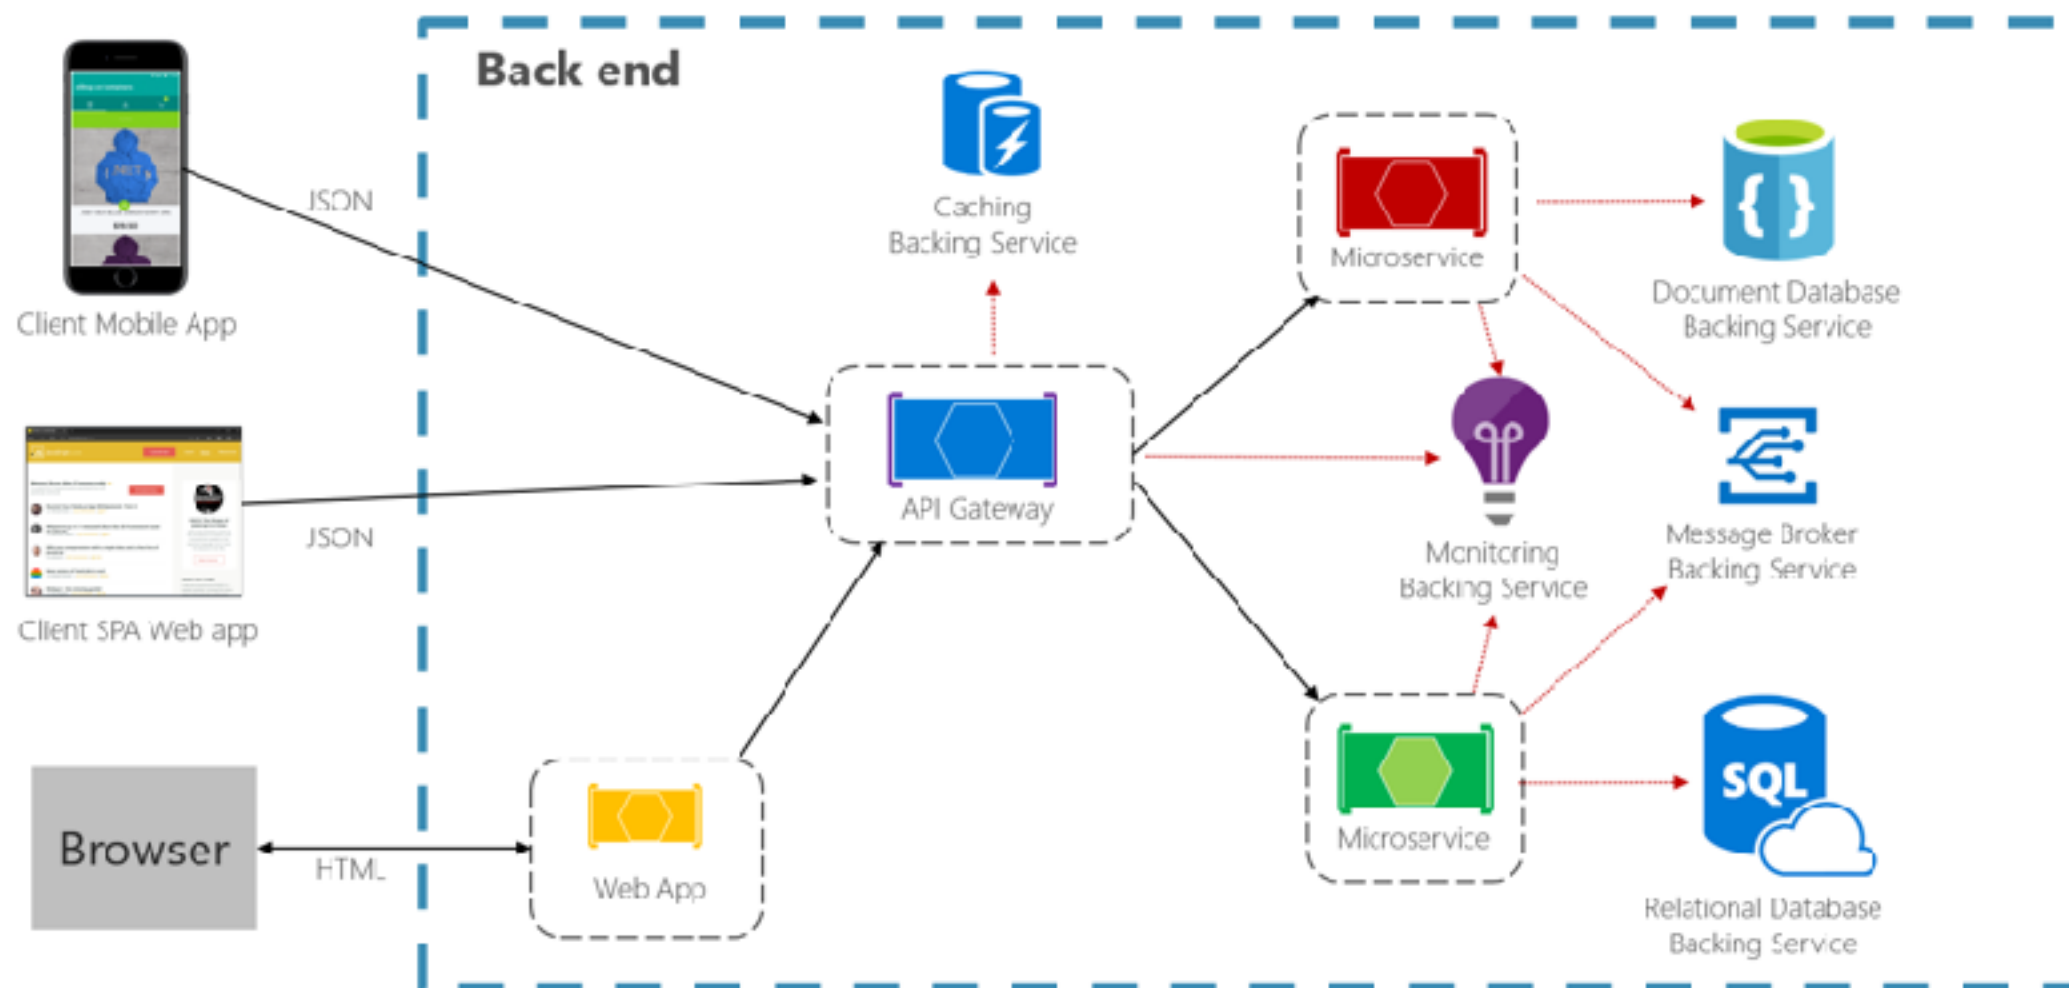 Back end
JSON
Client Mobile App
Caching
Backing Service
Microservice
Document Database
Backing Service
JSON
Client SPA Web app
API Gateway
Monitoring
Backing Service
Message Broker
Backing Service
Browser
HTML
Web App
Microservice
SQL
Relational Database
Backing Service